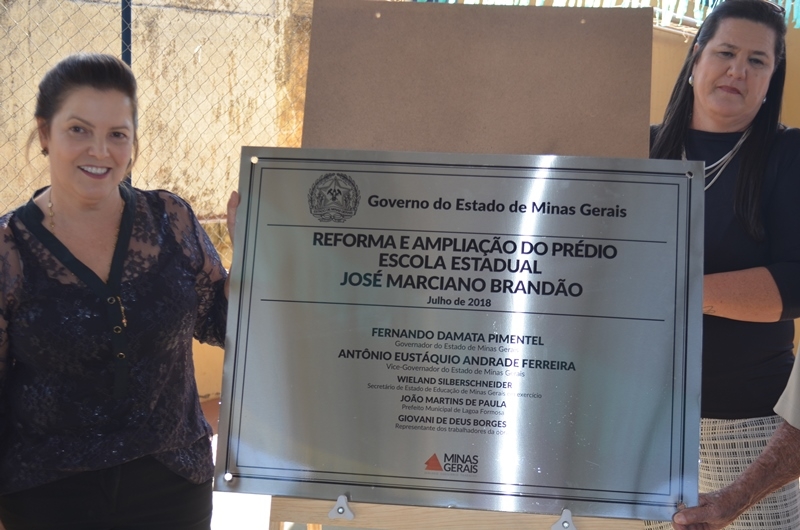 Governo do Estado de Minas Gerais
REFORMA E AMPLIAÇÃO DO PRÉDIO
ESCOLA ESTADUAL
JOSÉ MARCIANO BRANDÃO
Julho de 2018
FERNANDO DAMATA PIMENTEL
Governador do Estado de Minas Gerais
ANTÔNIO EUSTÁQUIO ANDRADE FERREIRA
Vice-Governador do Estado de Minas Gerais
WIELAND SILBERSCHNEIDER
Secretário de Estado de Educação de Minas Gerais em exercício
JOÃO MARTINS DE PAULA
Prefeito Municipal de Lagoa Formosa
GIOVANI DE DEUS BORGES
Representante dos trabalhadores da obra
MINAS
GERAIS